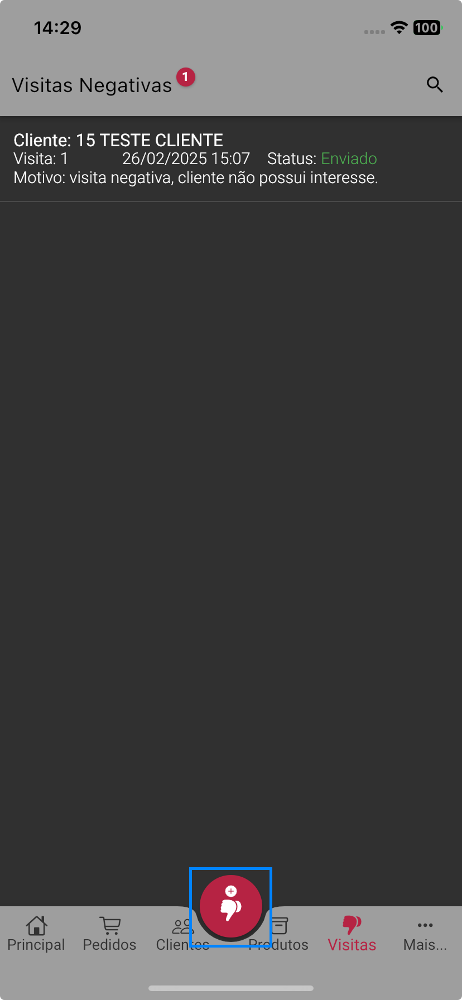 14:29
100
Visitas Negativas 1
Cliente: 15 TESTE CLIENTE
Visita: 1 26/02/2025 15:07 Status: Enviado
Motivo: visita negativa, cliente não possui interesse.
Principal Pedidos Clientes Produtos Visitas Mais...